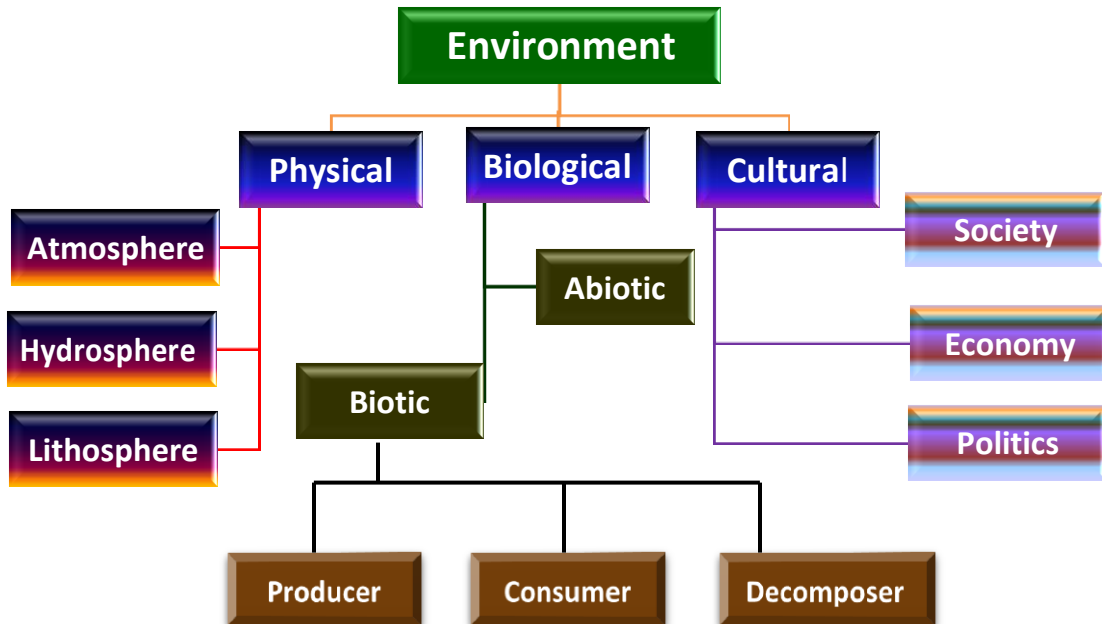 Environment
Physical
Biological
Cultural
Atmosphere
Hydrosphere
Lithosphere
Abiotic
Biotic
Society
Economy
Politics
Producer
Consumer
Decomposer